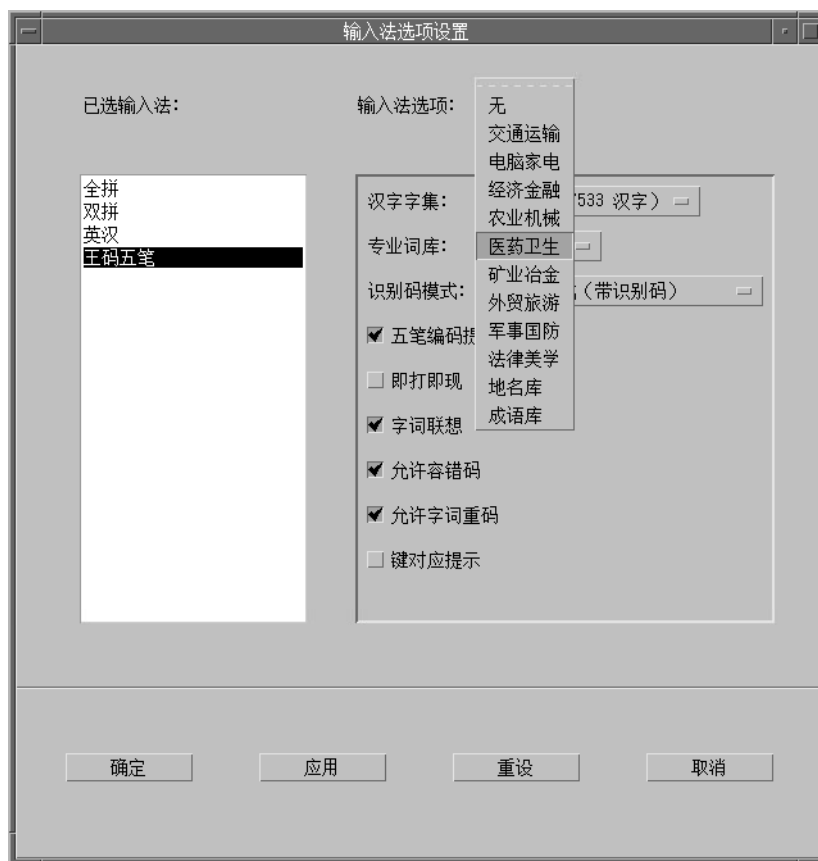 输入法选项设置
已选输入法：
输入法选项：
全拼
双拼
英汉
王码五笔
无
交通运输
电脑家电
经济金融
农业机械
医药卫生
矿业冶金
外贸旅游
军事国防
法律美学
地名库
成语库
汉字字集：
7533 汉字）
专业词库：
识别码模式：
（带识别码）
五笔编码提
即打即现
字词联想
允许容错码
允许字词重码
键对应提示
确定
应用
重设
取消